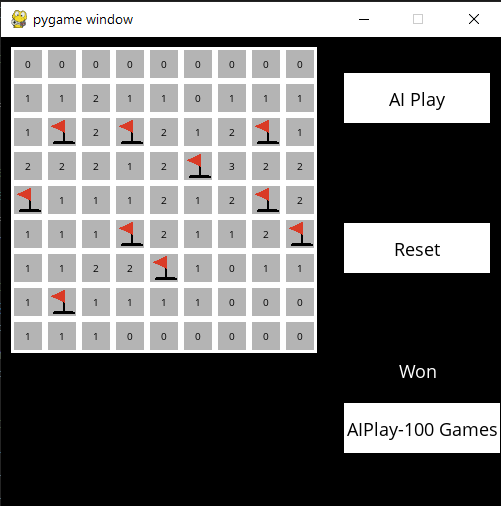 pygame window
0 0 0 0 0 0 0 0 0
1 1 2 1 1 0 1 1 1
AI Play
1 2 2 1 2 1
2 2 2 1 2 3 2 2
1 1 1 2 1 2 2
1 1 1 2 1 1 2
Reset
1 1 2 2 1 0 1 1
1 1 1 1 1 0 0 0
1 1 1 0 0 0 0 0 0
Won
AIPlay-100 Games